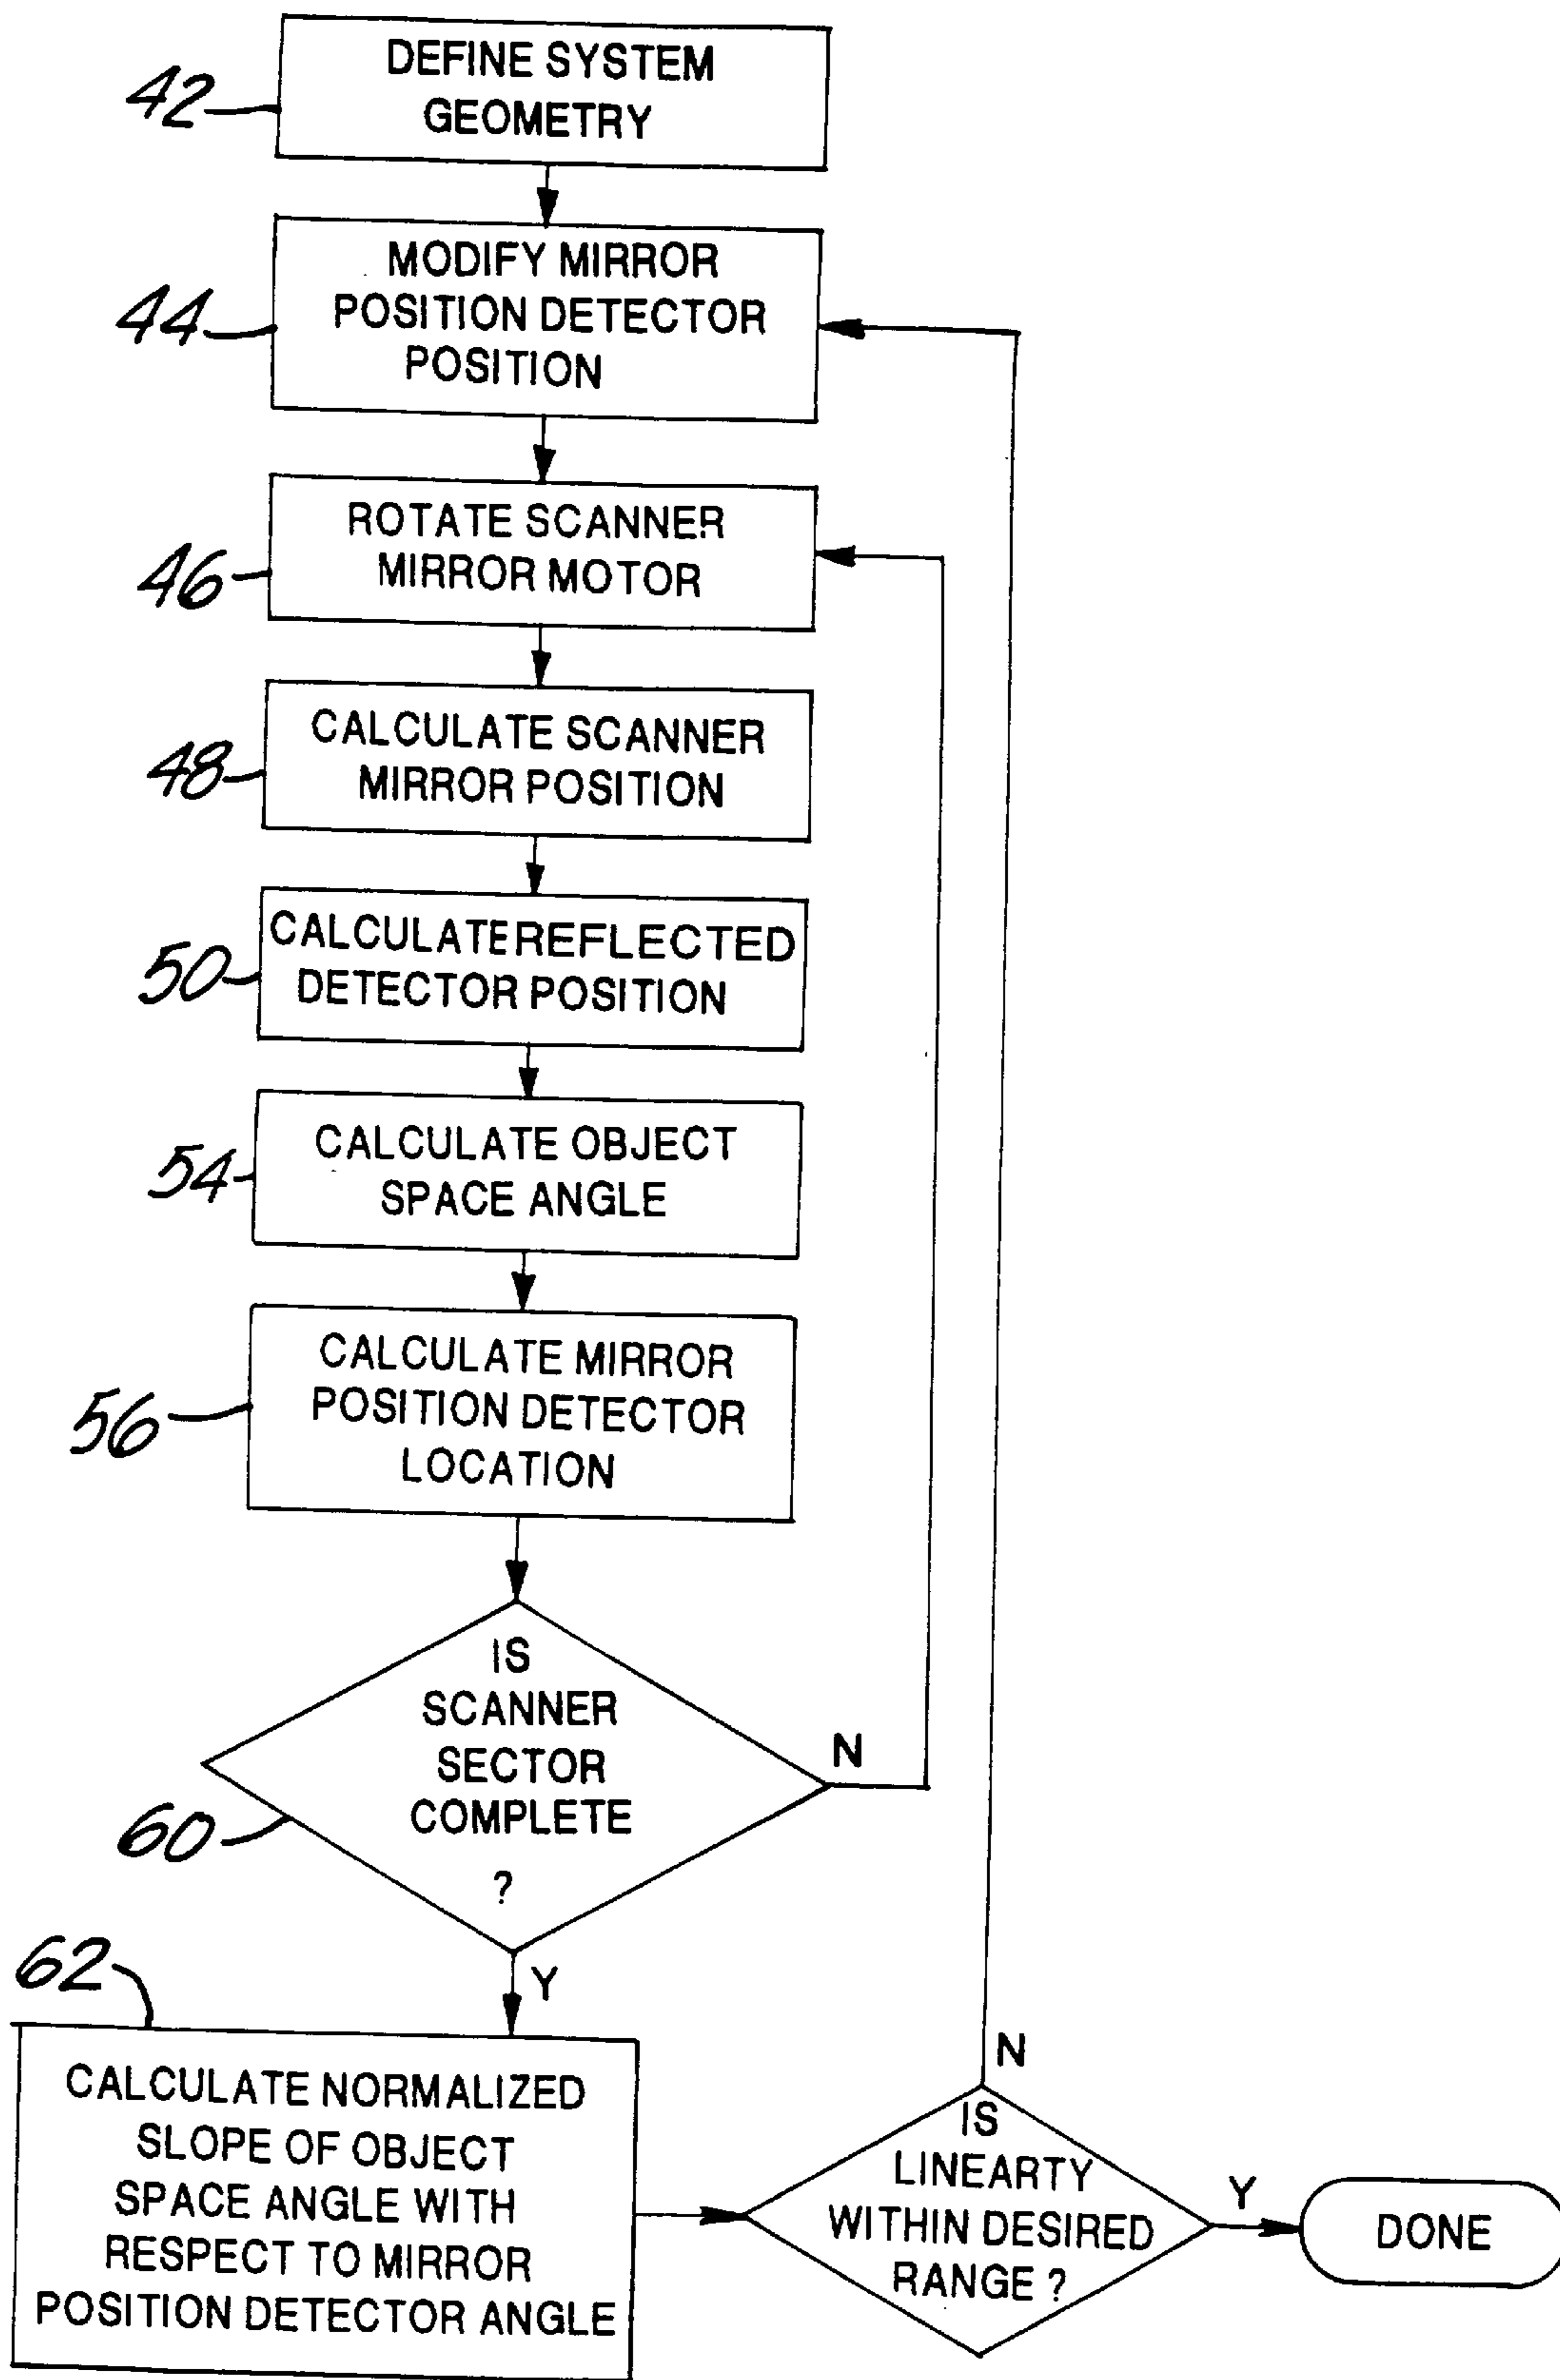 DEFINE SYSTEM
GEOMETRY
42
MODIFY MIRROR
POSITION DETECTOR
POSITION
44
ROTATE SCANNER
MIRROR MOTOR
46
CALCULATE SCANNER
MIRROR POSITION
48
CALCULATE REFLECTED
DETECTOR POSITION
50
CALCULATE OBJECT
SPACE ANGLE
54
CALCULATE MIRROR
POSITION DETECTOR
LOCATION
56
IS
SCANNER
SECTOR
COMPLETE
?
N
60
Y
62
CALCULATE NORMALIZED
SLOPE OF OBJECT
SPACE ANGLE WITH
RESPECT TO MIRROR
POSITION DETECTOR ANGLE
N
IS
LINEARTY
WITHIN DESIRED
RANGE ?
Y
DONE